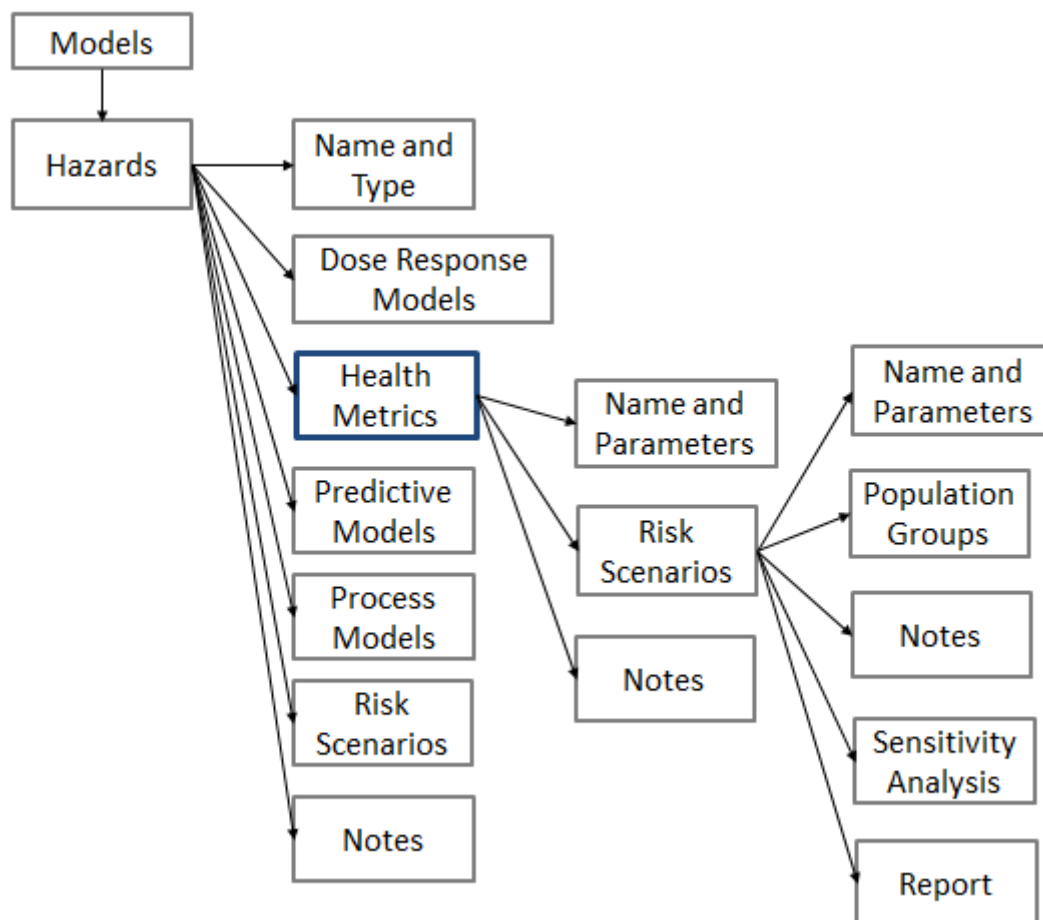 Models
Hazards
Name and
Type
Dose Response
Models
Health
Metrics
Predictive
Models
Process
Models
Risk
Scenarios
Notes
Name and
Parameters
Risk
Scenarios
Notes
Name and
Parameters
Population
Groups
Notes
Sensitivity
Analysis
Report